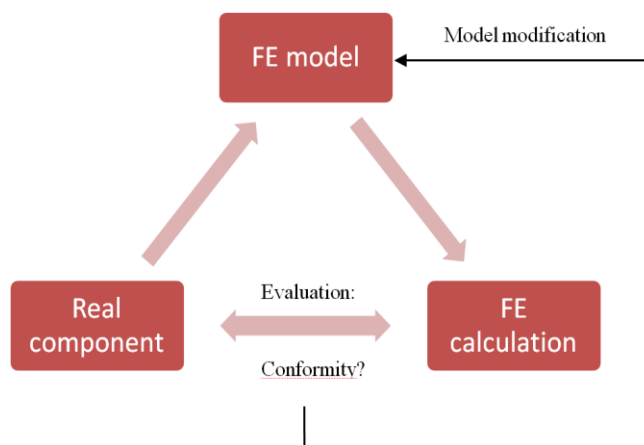 Model modification
FE model
Evaluation:
Real
component
FE
calculation
Conformity?